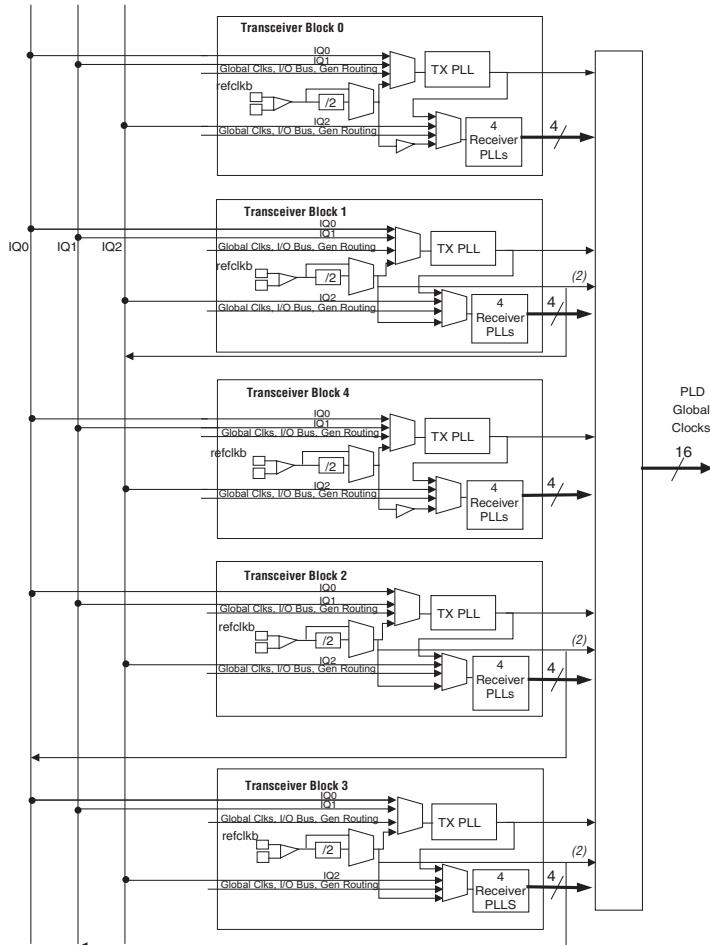 Transceiver Block 0
IQ0
IQ1
Global Clks, I/O Bus, Gen Routing
TX PLL
refclkb
/2
IQ2
Global Clks, I/O Bus, Gen Routing
4
Receiver
PLLs
4
Transceiver Block 1
IQ0
IQ1
Global Clks, I/O Bus, Gen Routing
TX PLL
IQ0
IQ1
IQ2
refclkb
/2
(2)
IQ2
Global Clks, I/O Bus, Gen Routing
4
Receiver
PLLs
4
Transceiver Block 4
IQ0
IQ1
Global Clks, I/O Bus, Gen Routing
TX PLL
refclkb
/2
IQ2
Global Clks, I/O Bus, Gen Routing
4
Receiver
PLLs
4
PLD
Global
Clocks
16
Transceiver Block 2
IQ0
IQ1
Global Clks, I/O Bus, Gen Routing
TX PLL
refclkb
/2
(2)
IQ2
Global Clks, I/O Bus, Gen Routing
4
Receiver
PLLs
4
Transceiver Block 3
IQ0
IQ1
Global Clks, I/O Bus, Gen Routing
TX PLL
refclkb
/2
(2)
IQ2
Global Clks, I/O Bus, Gen Routing
4
Receiver
PLLS
4